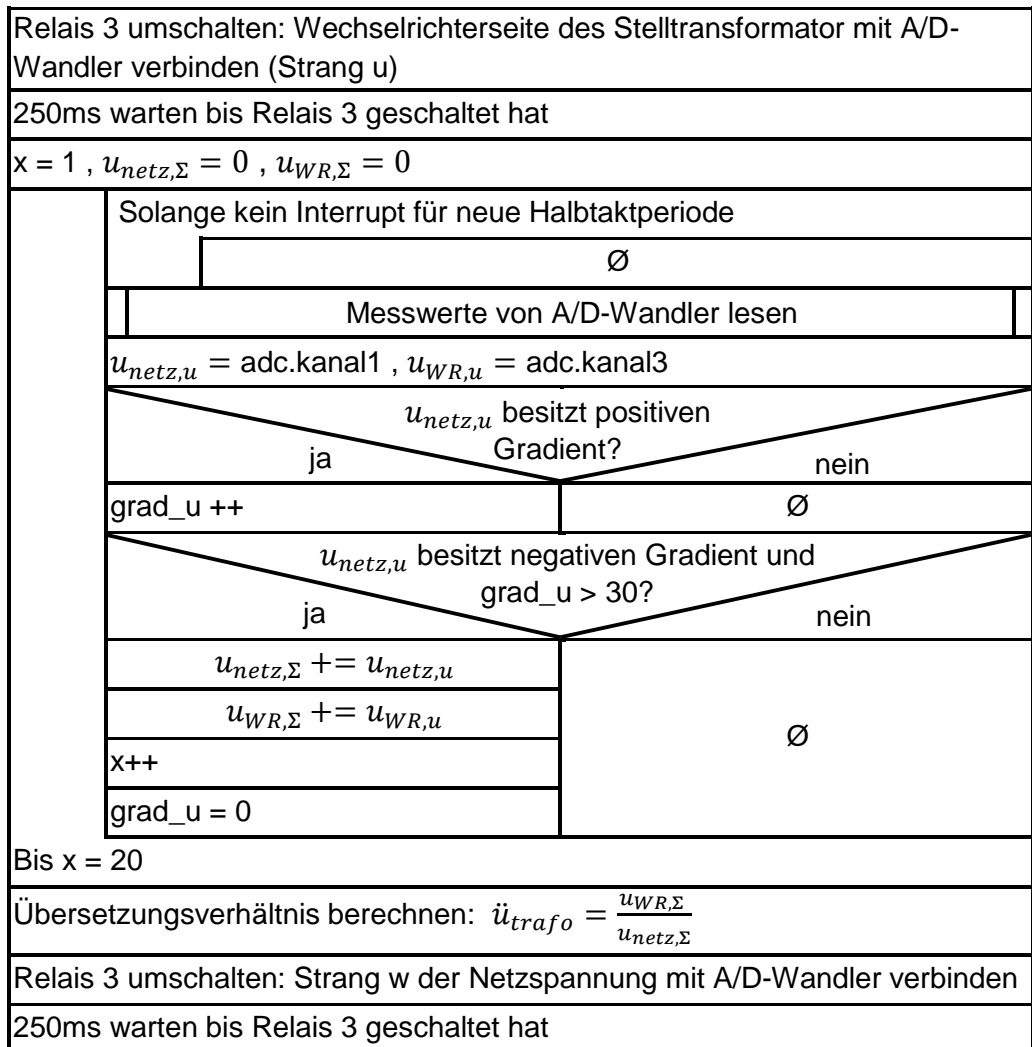 Relais 3 umschalten: Wechselrichterseite des Stelltransformator mit A/D-
Wandler verbinden (Strang u)
250ms warten bis Relais 3 geschaltet hat
x = 1 , u_{netz,Σ} = 0 , u_{WR,Σ} = 0
Solange kein Interrupt für neue Halbtaktperiode
Ø
Messwerte von A/D-Wandler lesen
u_{netz,u} = adc.kanal1 , u_{WR,u} = adc.kanal3
u_{netz,u} besitzt positiven
Gradient?
ja
nein
grad_u ++
Ø
u_{netz,u} besitzt negativen Gradient und
grad_u > 30?
ja
nein
u_{netz,Σ} += u_{netz,u}
u_{WR,Σ} += u_{WR,u}
Ø
x++
grad_u = 0
Bis x = 20
Übersetzungsverhältnis berechnen: ü_{trafo} = \frac{u_{WR,Σ}}{u_{netz,Σ}}
Relais 3 umschalten: Strang w der Netzspannung mit A/D-Wandler verbinden
250ms warten bis Relais 3 geschaltet hat